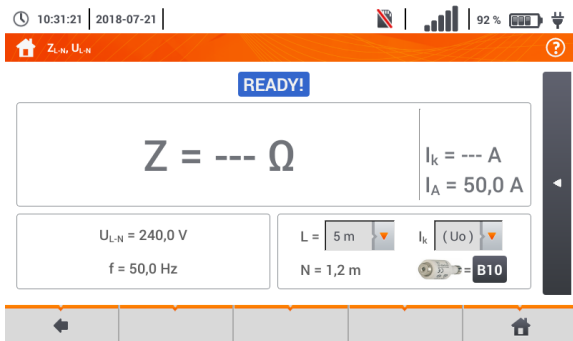 10:31:21 2018-07-21 92 %
ZL-N, UL-N ?
READY!
Z = --- Ω
Ik = --- A
IA = 50,0 A
UL-N = 240,0 V
f = 50,0 Hz
L = 5 m Ik (Uo)
N = 1,2 m = B10